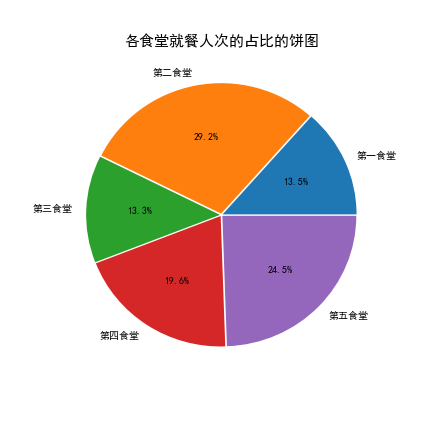 各食堂就餐人次的占比的饼图
第二食堂
29.2%
第一食堂
13.5%
第三食堂
13.3%
19.6%
24.5%
第四食堂
第五食堂